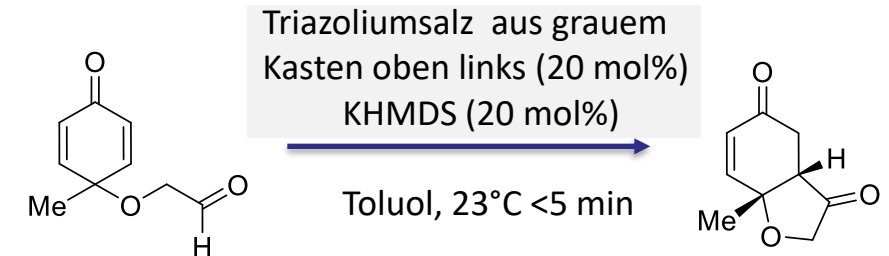 Triazoliumsalz aus grauem
Kasten oben links (20 mol%)
KHMDS (20 mol%)
Toluol, 23°C <5 min
O
Me
O
O
H
O
H
O
Me
O